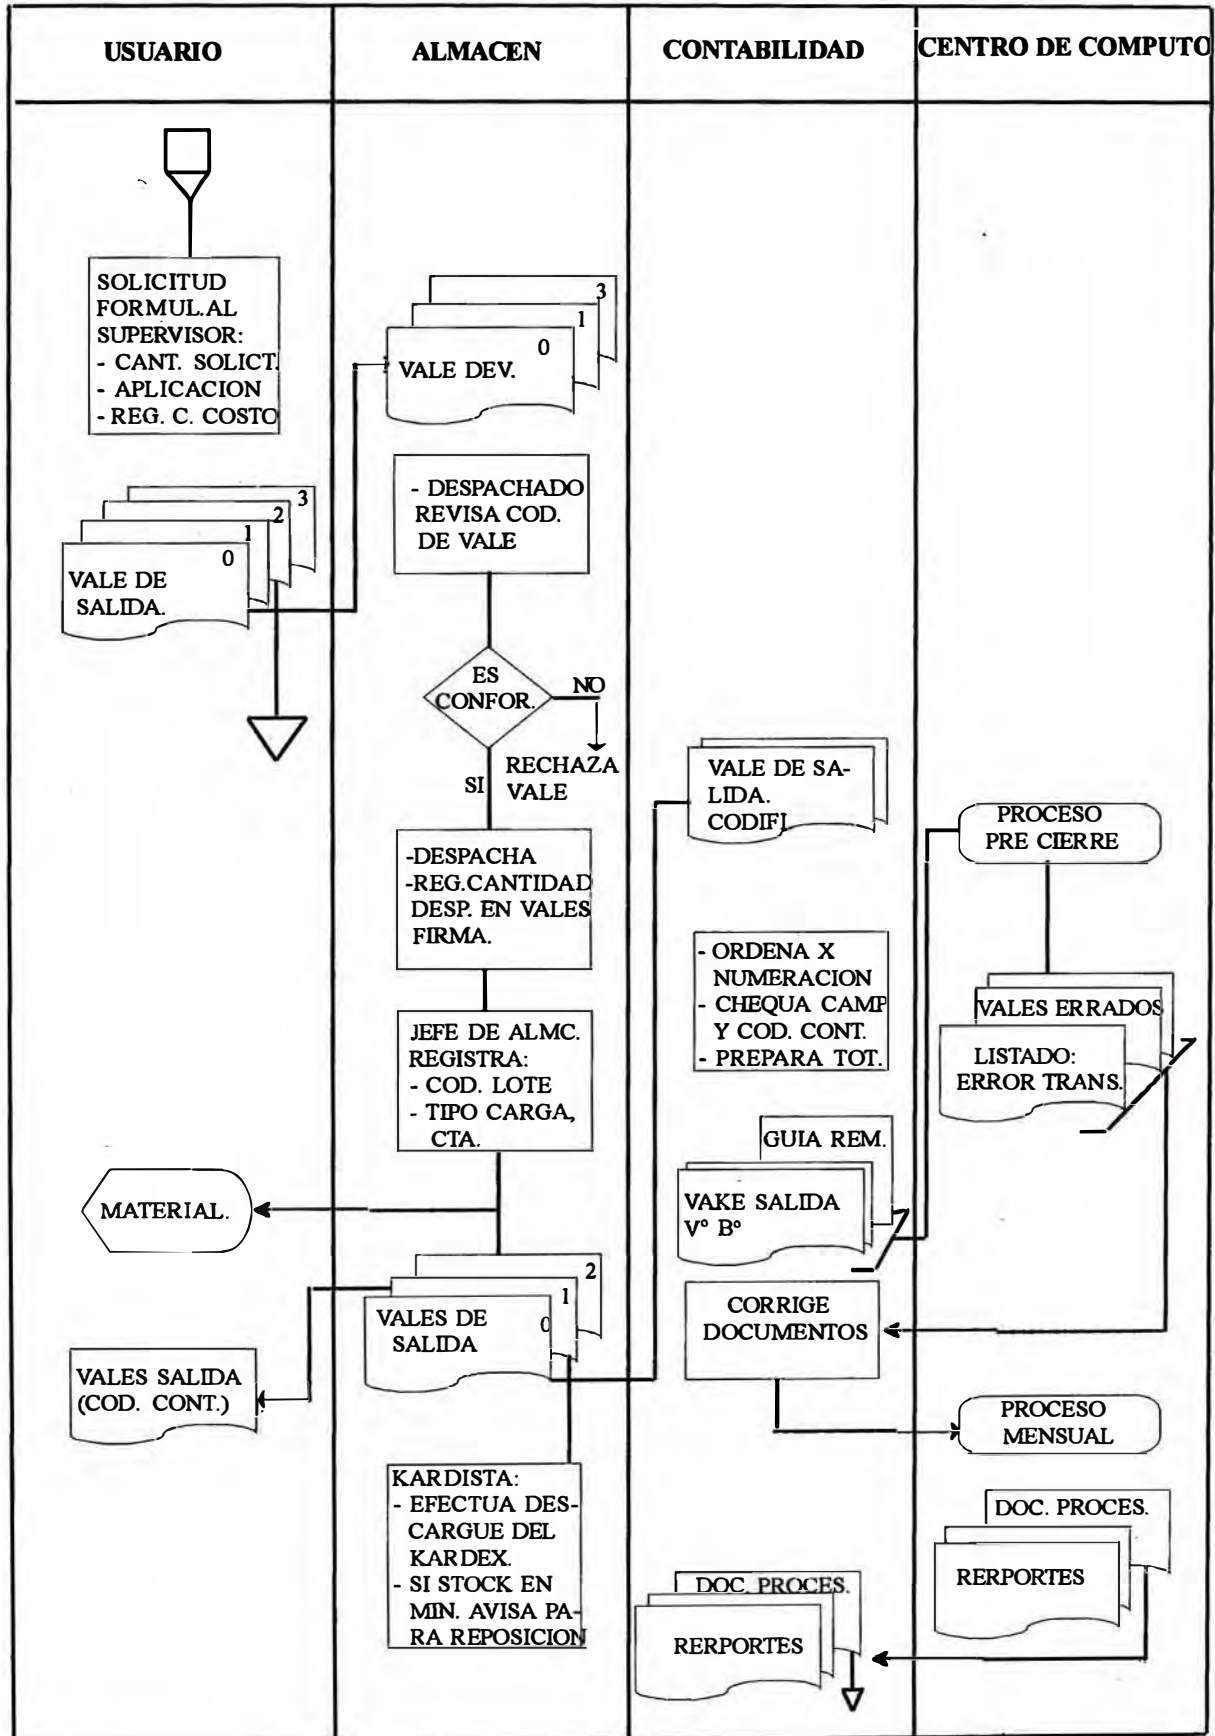 USUARIO
ALMACEN
CONTABILIDAD
CENTRO DE COMPUTO
SOLICITUD
FORMUL.AL
SUPERVISOR:
- CANT. SOLICT.
- APLICACION
- REG. C. COSTO
3
2
1
0
VALE DE
SALIDA.
3
1
0
VALE DEV.
- DESPACHADO
REVISA COD.
DE VALE
ES
CONFOR.
NO
RECHAZA
VALE
SI
-DESPACHA
-REG.CANTIDAD
DESP. EN VALES
FIRMA.
JEFE DE ALMC.
REGISTRA:
- COD. LOTE
- TIPO CARGA,
CTA.
MATERIAL.
2
1
0
VALES DE
SALIDA
VALES SALIDA
(COD. CONT.)
KARDISTA:
- EFECTUA DES-
CARGUE DEL
KARDEX.
- SI STOCK EN
MIN. AVISA PA-
RA REPOSICION
VALE DE SA-
LIDA.
CODIFI
- ORDENA X
NUMERACION
- CHEQUA CAMP
Y COD. CONT.
- PREPARA TOT.
GUIA REM.
VAKE SALIDA
Vº Bº
CORRIGE
DOCUMENTOS
DOC. PROCES.
RERPORTES
PROCESO
PRE CIERRE
VALES ERRADOS
LISTADO:
ERROR TRANS.
PROCESO
MENSUAL
DOC. PROCES.
RERPORTES